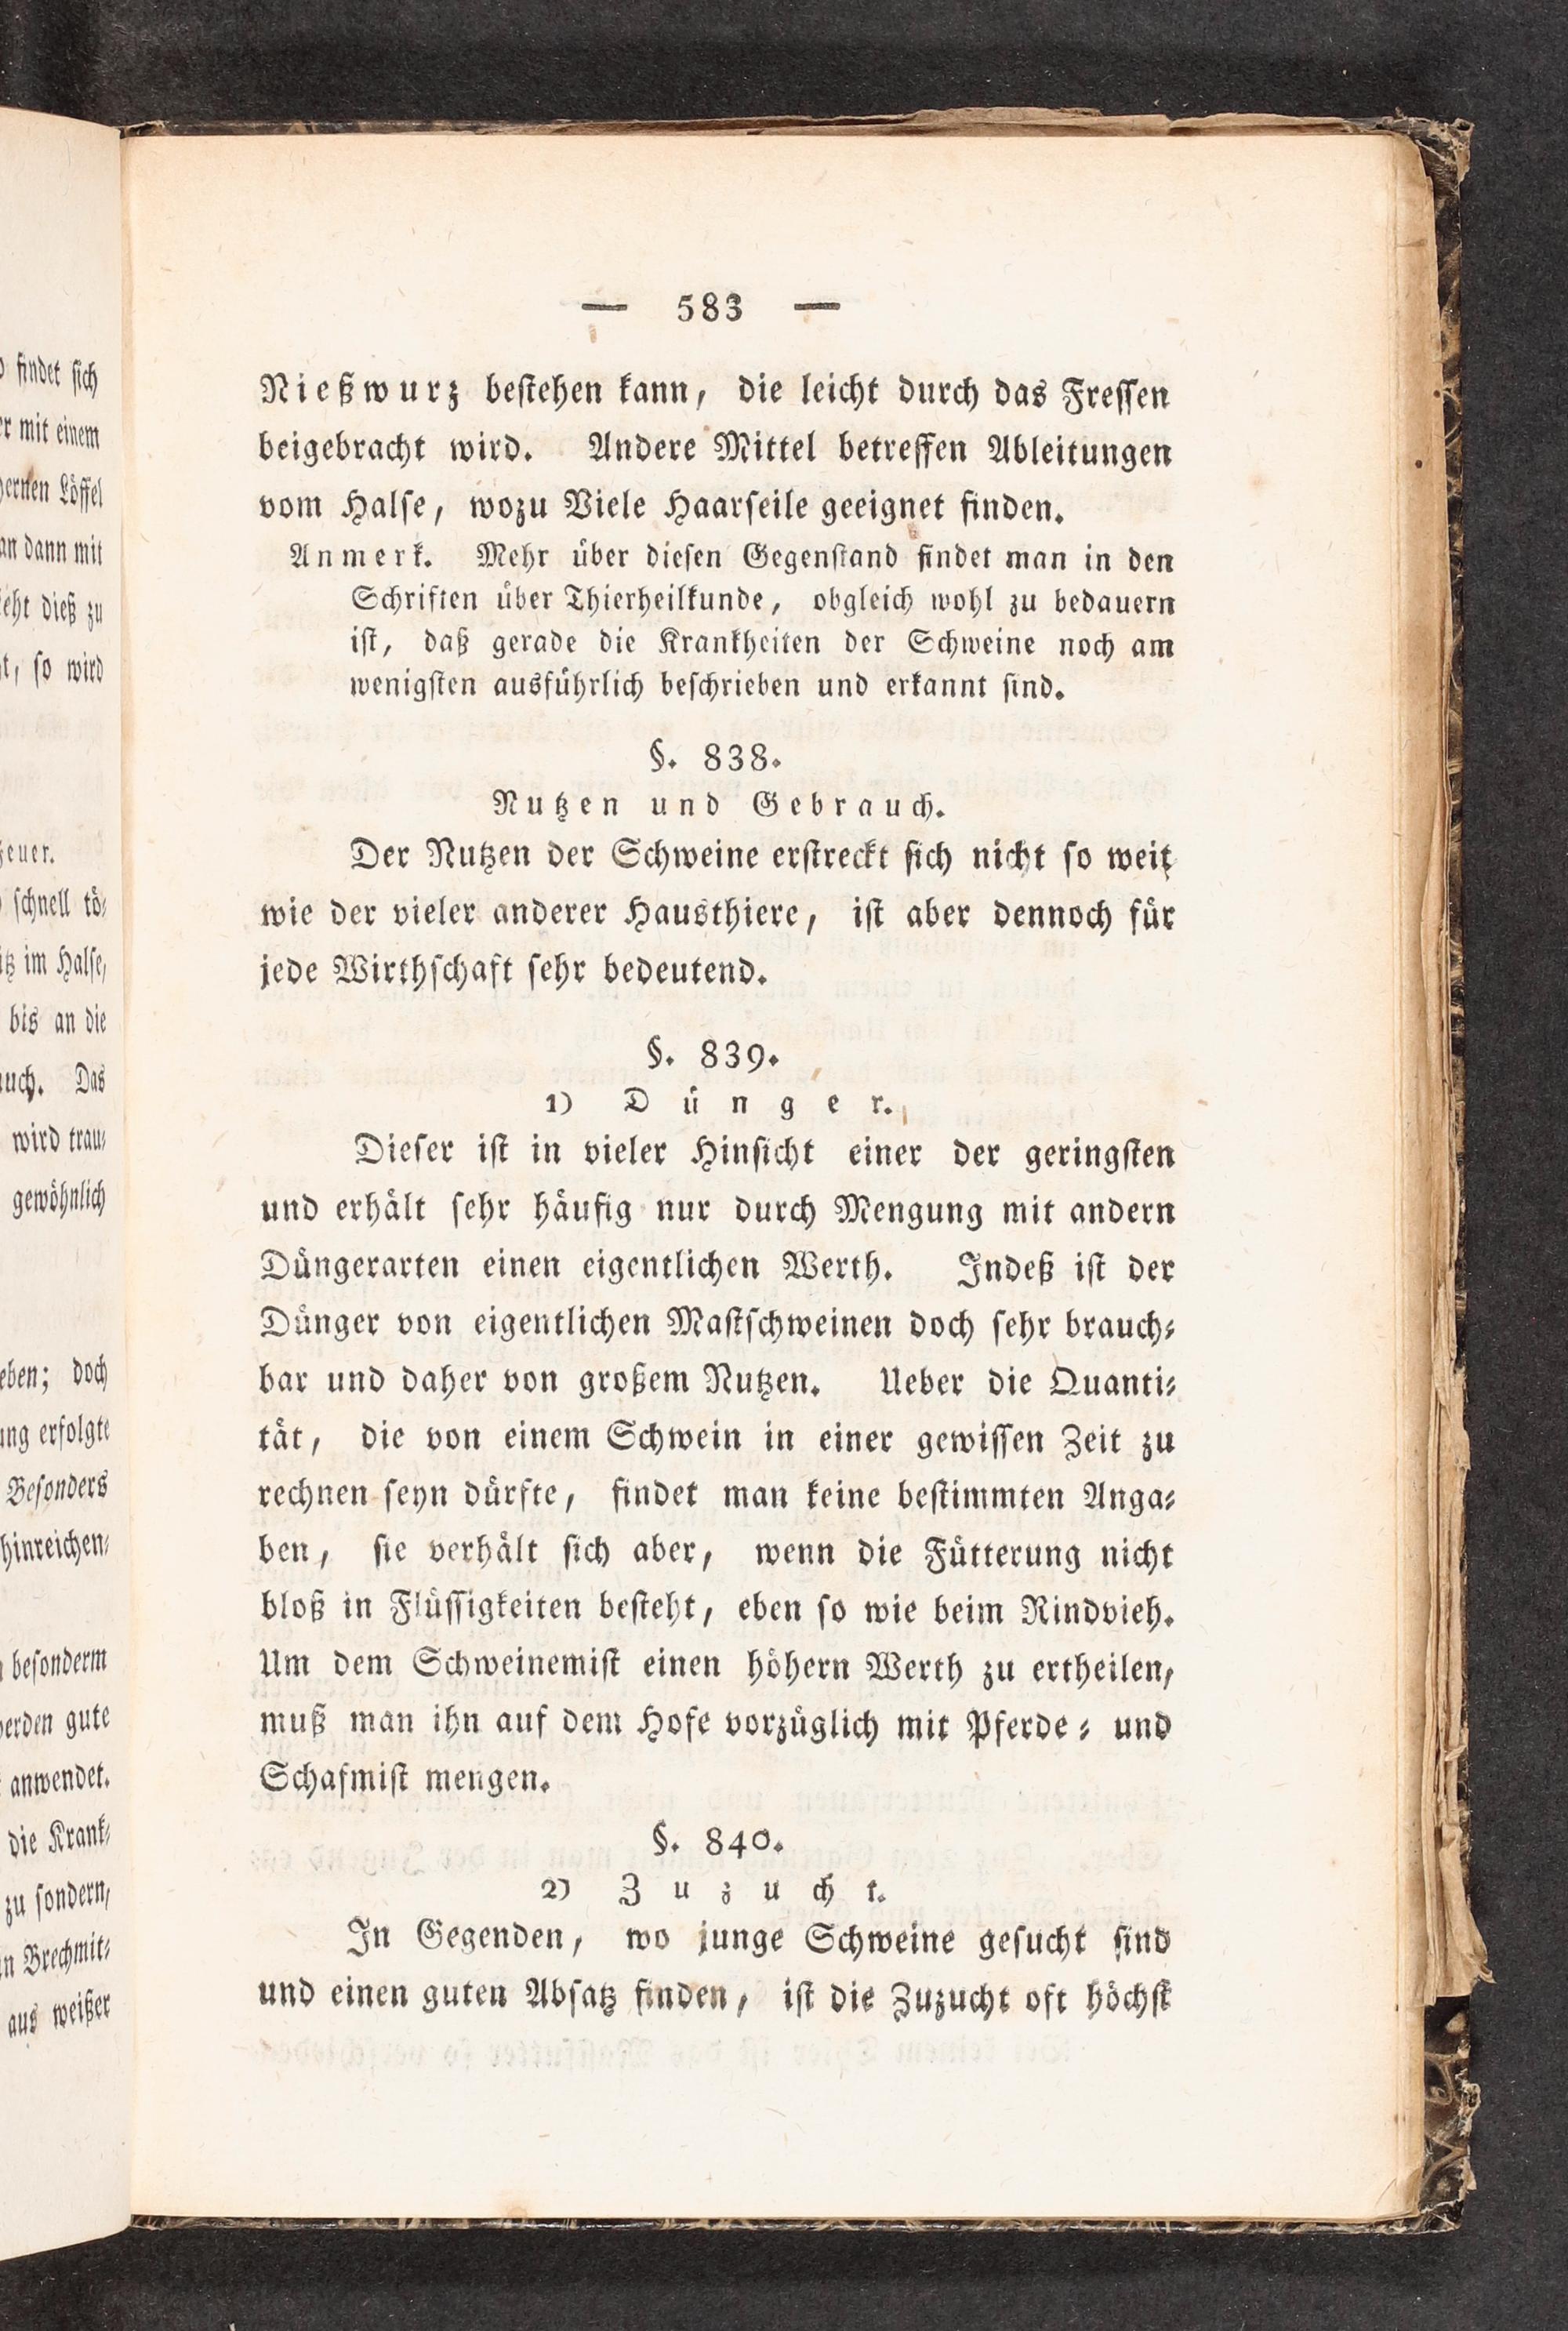 — 583 —
Nießwurz bestehen kann, die leicht durch das Fressen
beigebracht wird. Andere Mittel betreffen Ableitungen
vom Halse, wozu Viele Haarseile geeignet finden.
Anmerk. Mehr über diesen Gegenstand findet man in den
Schriften über Thierheilkunde, obgleich wohl zu bedauern
ist, daß gerade die Krankheiten der Schweine noch am
wenigsten ausführlich beschrieben und erkannt sind.
§. 838.
Nutzen und Gebrauch.
Der Nutzen der Schweine erstreckt sich nicht so weit
wie der vieler anderer Hausthiere, ist aber dennoch für
jede Wirthschaft sehr bedeutend.
§. 839.
1) Dünger.
Dieser ist in vieler Hinsicht einer der geringsten
und erhält sehr häufig nur durch Mengung mit andern
Düngerarten einen eigentlichen Werth. Indeß ist der
Dünger von eigentlichen Mastschweinen doch sehr brauch-
bar und daher von großem Nutzen. Ueber die Quanti-
tät, die von einem Schwein in einer gewissen Zeit zu
rechnen seyn dürfte, findet man keine bestimmten Anga-
ben, sie verhält sich aber, wenn die Fütterung nicht
bloß in Flüssigkeiten besteht, eben so wie beim Rindvieh.
Um dem Schweinemist einen höhern Werth zu ertheilen,
muß man ihn auf dem Hofe vorzüglich mit Pferde- und
Schafmist mengen.
§. 840.
2) Zuzucht.
In Gegenden, wo junge Schweine gesucht sind
und einen guten Absatz finden, ist die Zuzucht oft höchst